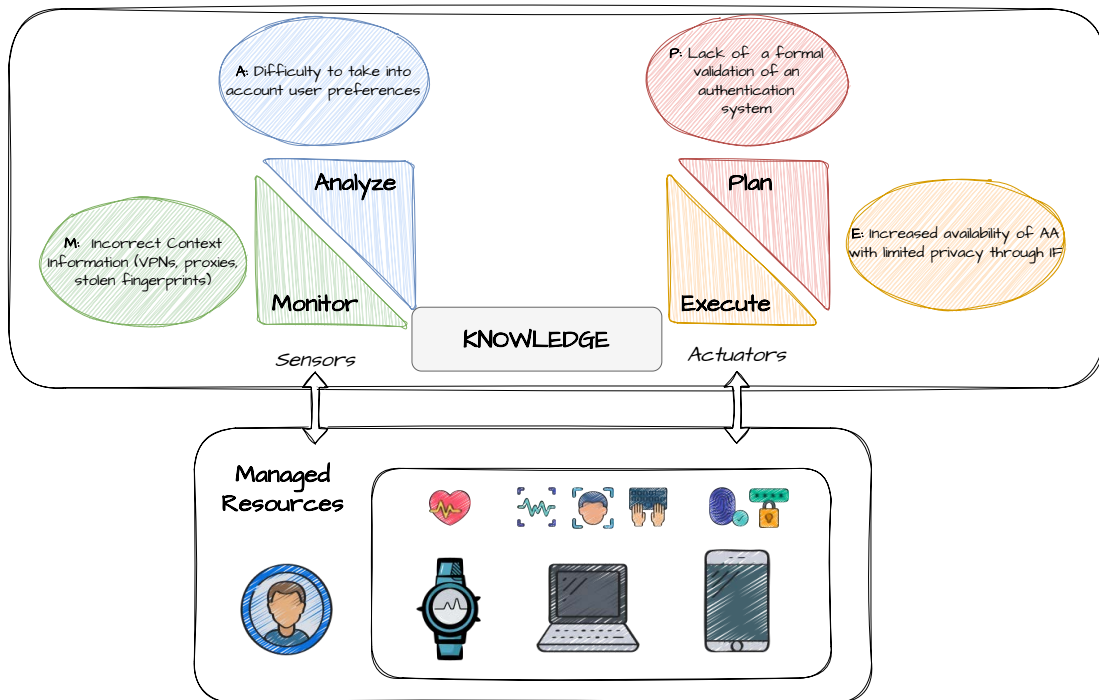 A: Difficulty to take into
account user preferences
P: Lack of a formal
validation of an
authentication
system
Analyze
Plan
M: Incorrect Context
Information (VPNs, proxies,
stolen fingerprints)
E: Increased availability of AA
with limited privacy through IF
Monitor
Execute
KNOWLEDGE
Sensors
Actuators
Managed
Resources
****